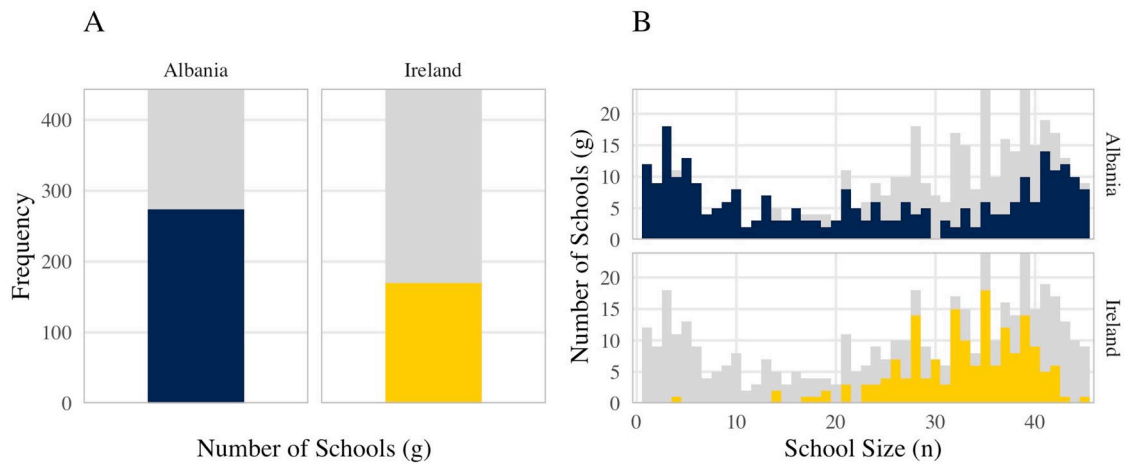 A
B
Albania
Ireland
400
300
200
100
0
Frequency
Number of Schools (g)
20
15
10
5
0
Albania
20
15
10
5
0
Ireland
Number of Schools (g)
0
10
20
30
40
School Size (n)